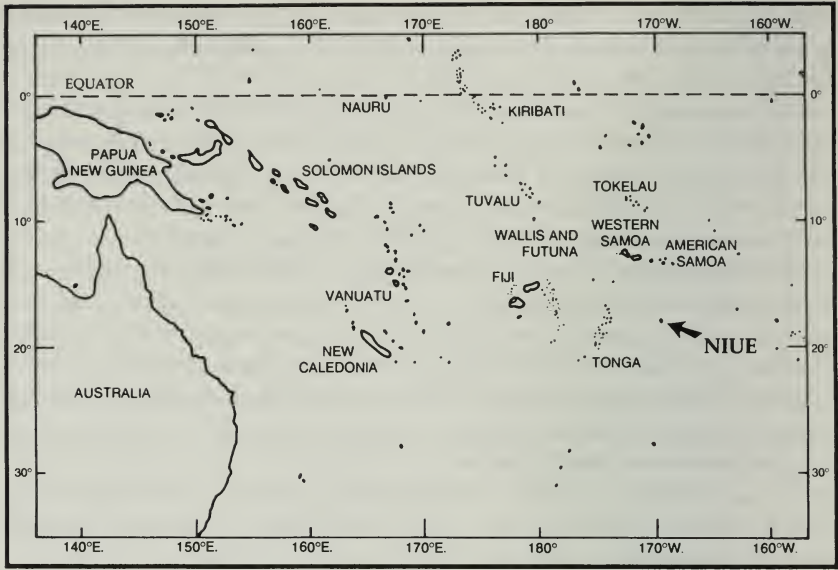 140°E. 150°E. 160°E. 170°E. 180° 170°W. 160°W.
EQUATOR
0° 0°
NAURU KIRIBATI
PAPUA
NEW GUINEA
SOLOMON ISLANDS
TUVALU
TOKELAU
10° 10°
WALLIS AND
FUTUNA
WESTERN
SAMOA
AMERICAN
SAMOA
FIJI
VANUATU
NIUE
20° 20°
NEW
CALEDONIA
TONGA
AUSTRALIA
30° 30°
140°E. 150°E. 160°E. 170°E. 180° 170°W. 160°W.